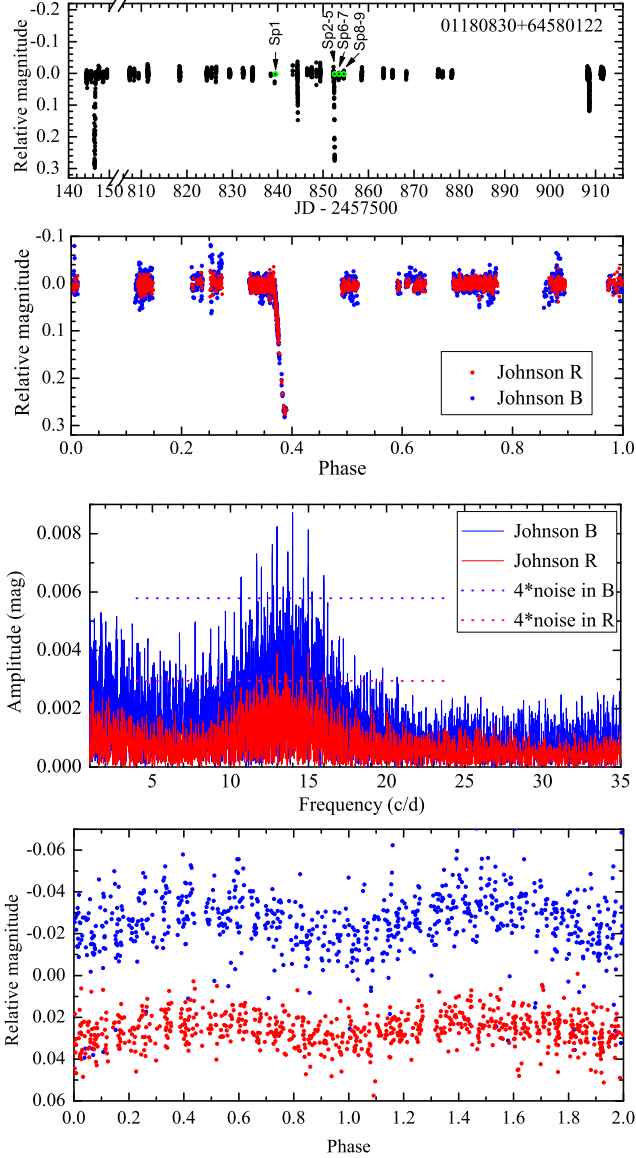 01180830+64580122
Sp1
Sp2-5
Sp6-7
Sp8-9
Relative magnitude
-0.2
0.0
0.1
0.2
0.3
140 150 810 820 830 840 850 860 870 880 890 900 910
JD - 2457500
Relative magnitude
-0.1
0.0
0.1
0.2
0.3
Johnson R
Johnson B
0.0 0.2 0.4 0.6 0.8 1.0
Phase
Amplitude (mag)
0.008
0.006
0.004
0.002
0.000
Johnson B
Johnson R
4*noise in B
4*noise in R
5 10 15 20 25 30 35
Frequency (c/d)
Relative magnitude
-0.06
-0.04
-0.02
0.00
0.02
0.04
0.06
0.0 0.2 0.4 0.6 0.8 1.0 1.2 1.4 1.6 1.8 2.0
Phase